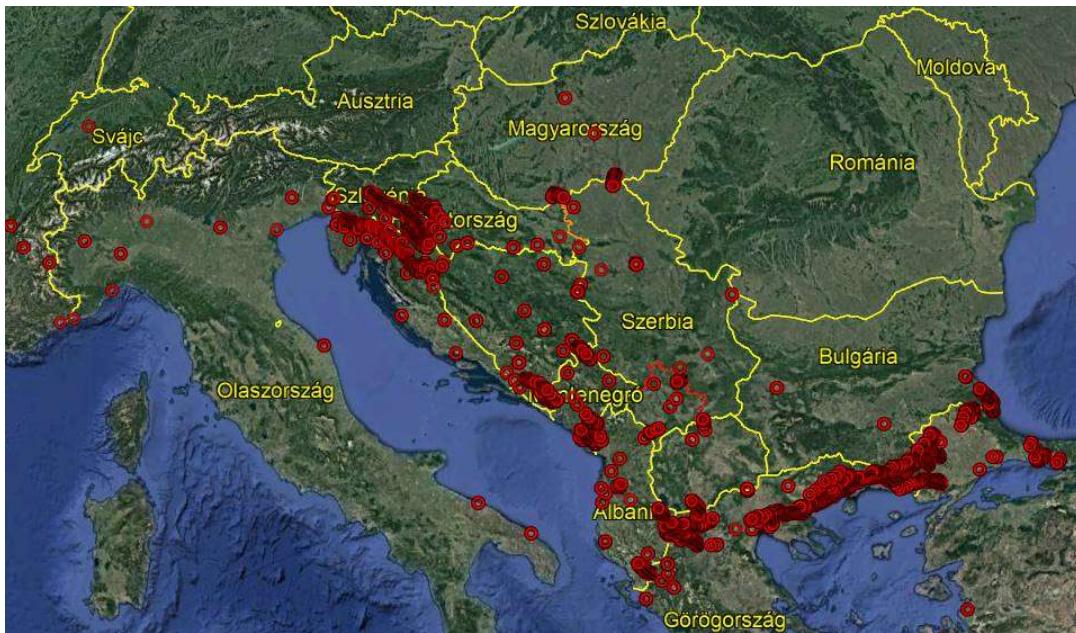 Szlovákia
Moldova
Ausztria
Svájc
Magyarország
Románia
Szerbia
Bulgária
Olaszország
Görögország